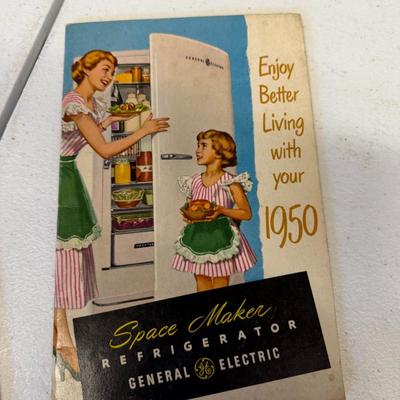 GENERAL ELECTRIC
Enjoy
Better
Living
with
your
1950
Space Maker
REFRIGERATOR
GENERAL GE ELECTRIC